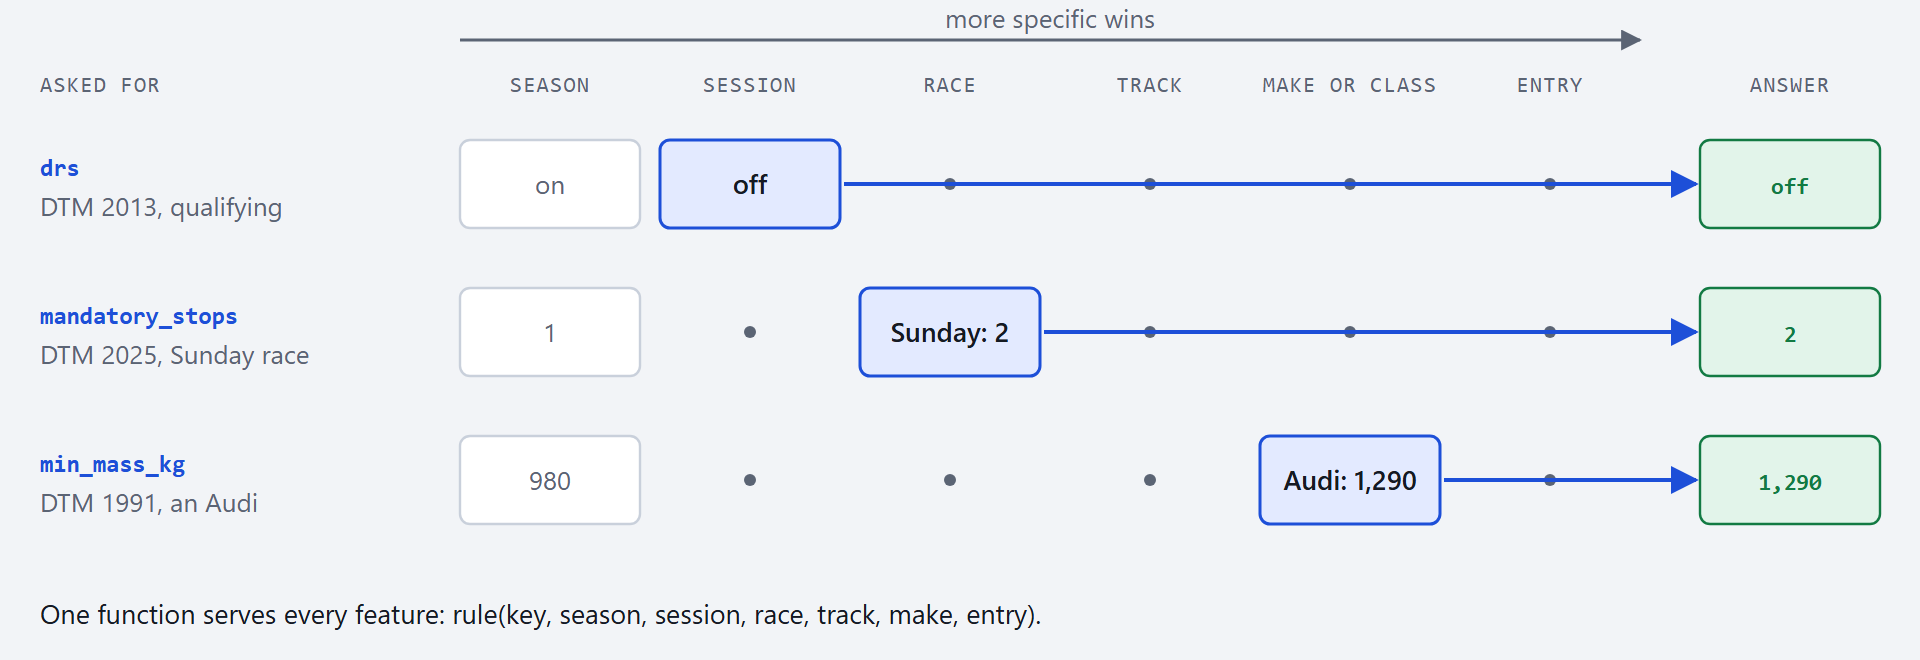 more specific wins
ASKED FOR SEASON SESSION RACE TRACK MAKE OR CLASS ENTRY ANSWER
drs
DTM 2013, qualifying
on off off
mandatory_stops
DTM 2025, Sunday race
1 Sunday: 2 2
min_mass_kg
DTM 1991, an Audi
980 Audi: 1,290 1,290
One function serves every feature: rule(key, season, session, race, track, make, entry).